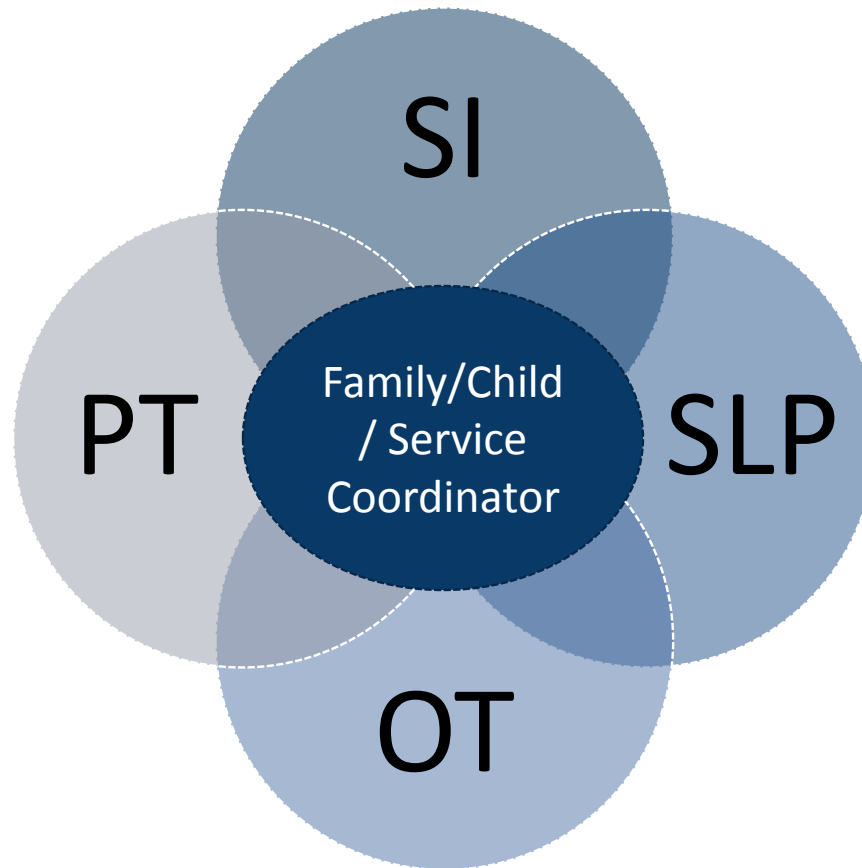 SI
PT
Family/Child
/ Service
Coordinator
SLP
OT